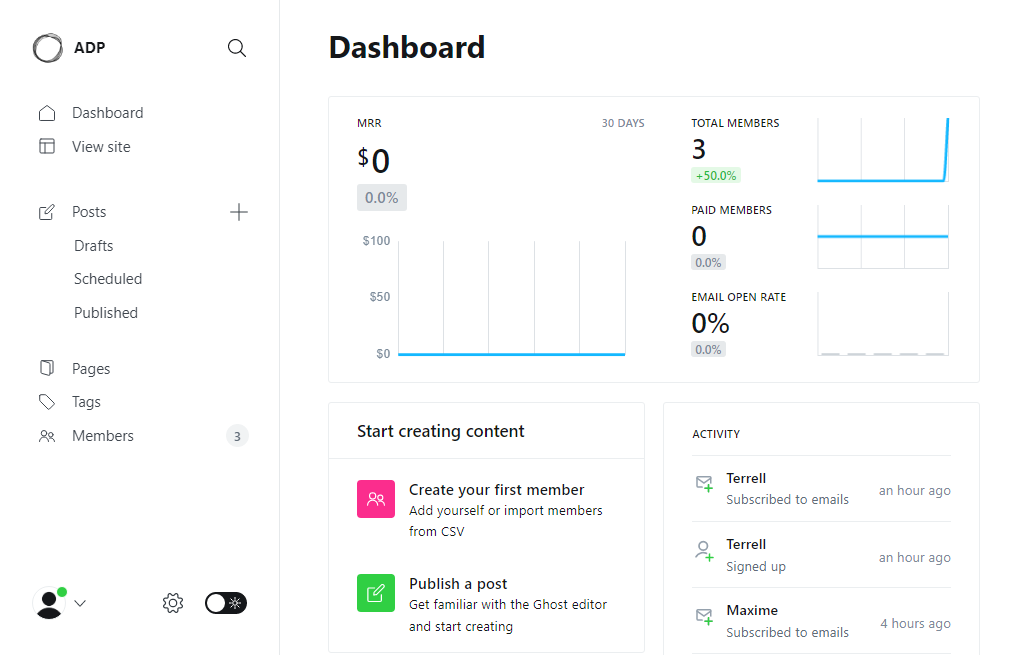 ADP
Dashboard
View site
Posts
Drafts
Scheduled
Published
Pages
Tags
Members
3
Dashboard
MRR
30 DAYS
$0
0.0%
$100
$50
$0
TOTAL MEMBERS
3
+50.0%
PAID MEMBERS
0
0.0%
EMAIL OPEN RATE
0%
0.0%
Start creating content
Create your first member
Add yourself or import members
from CSV
Publish a post
Get familiar with the Ghost editor
and start creating
ACTIVITY
Terrell
Subscribed to emails
an hour ago
Terrell
Signed up
an hour ago
Maxime
Subscribed to emails
4 hours ago